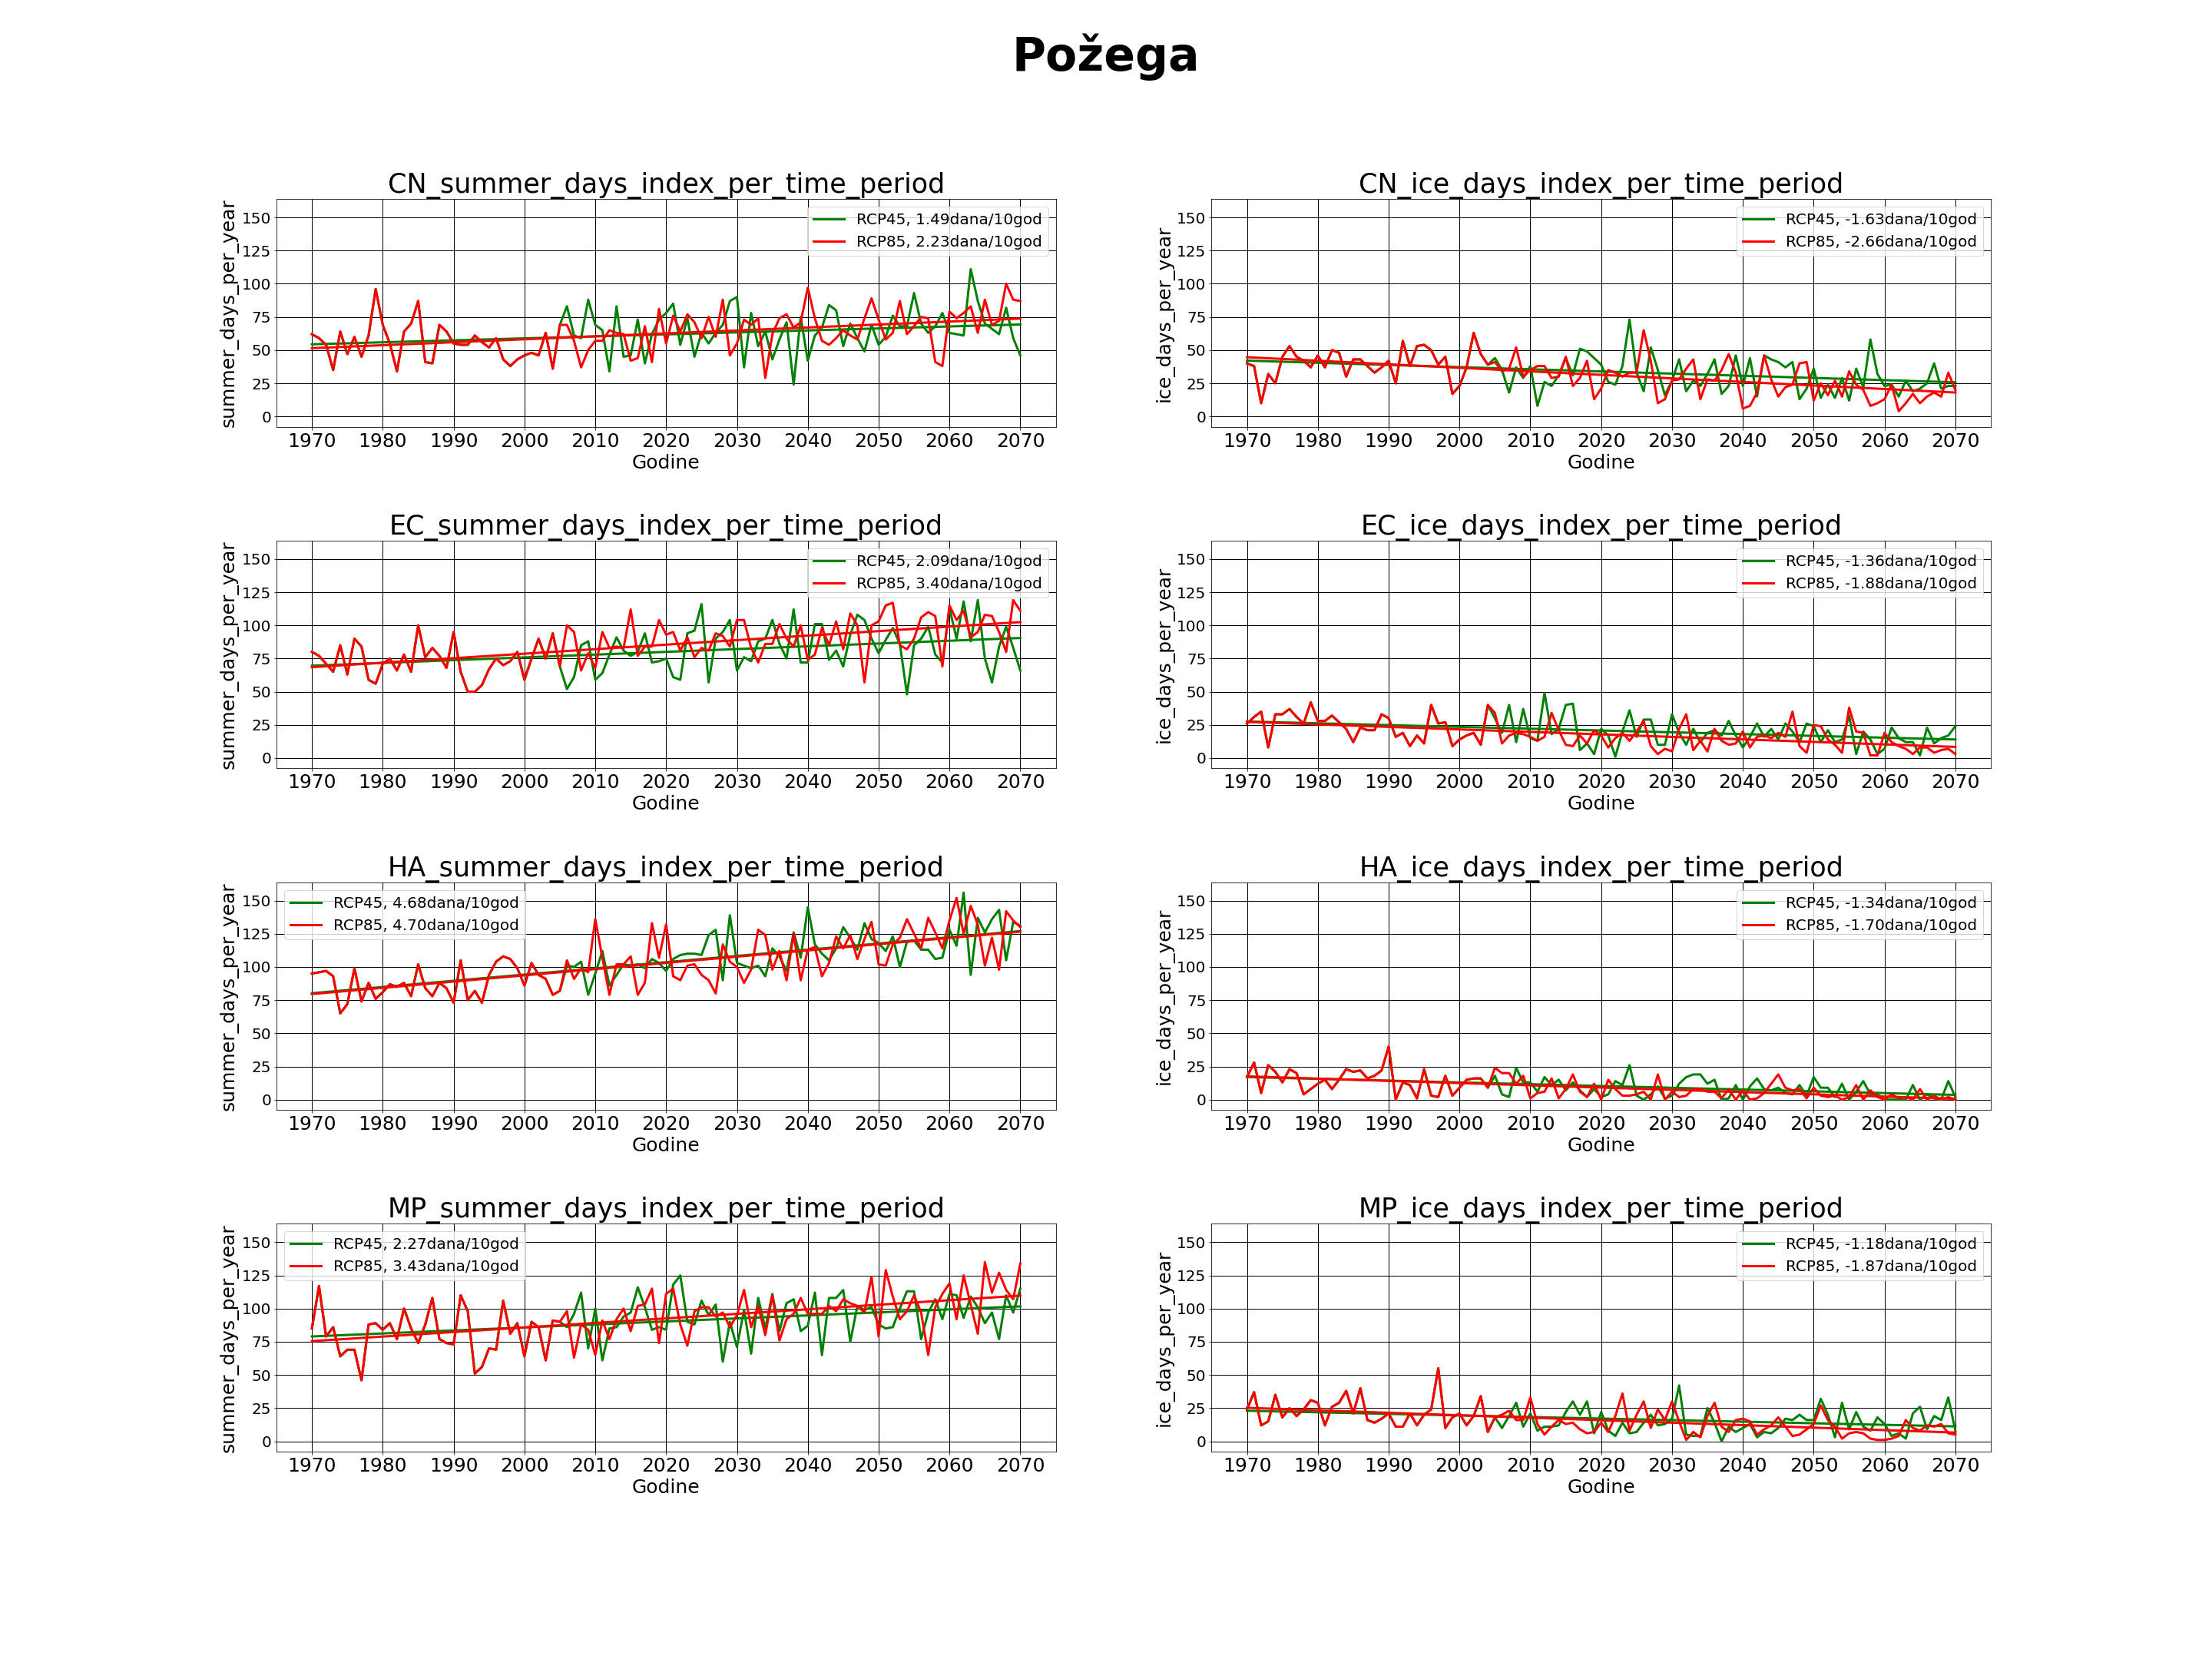 Požega
CN_summer_days_index_per_time_period
summer_days_per_year
150
125
100
75
50
25
0
RCP45, 1.49dana/10god
RCP85, 2.23dana/10god
1970 1980 1990 2000 2010 2020 2030 2040 2050 2060 2070
Godine
CN_ice_days_index_per_time_period
ice_days_per_year
150
125
100
75
50
25
0
RCP45, -1.63dana/10god
RCP85, -2.66dana/10god
1970 1980 1990 2000 2010 2020 2030 2040 2050 2060 2070
Godine
EC_summer_days_index_per_time_period
summer_days_per_year
150
125
100
75
50
25
0
RCP45, 2.09dana/10god
RCP85, 3.40dana/10god
1970 1980 1990 2000 2010 2020 2030 2040 2050 2060 2070
Godine
EC_ice_days_index_per_time_period
ice_days_per_year
150
125
100
75
50
25
0
RCP45, -1.36dana/10god
RCP85, -1.88dana/10god
1970 1980 1990 2000 2010 2020 2030 2040 2050 2060 2070
Godine
HA_summer_days_index_per_time_period
summer_days_per_year
150
125
100
75
50
25
0
RCP45, 4.68dana/10god
RCP85, 4.70dana/10god
1970 1980 1990 2000 2010 2020 2030 2040 2050 2060 2070
Godine
HA_ice_days_index_per_time_period
ice_days_per_year
150
125
100
75
50
25
0
RCP45, -1.34dana/10god
RCP85, -1.70dana/10god
1970 1980 1990 2000 2010 2020 2030 2040 2050 2060 2070
Godine
MP_summer_days_index_per_time_period
summer_days_per_year
150
125
100
75
50
25
0
RCP45, 2.27dana/10god
RCP85, 3.43dana/10god
1970 1980 1990 2000 2010 2020 2030 2040 2050 2060 2070
Godine
MP_ice_days_index_per_time_period
ice_days_per_year
150
125
100
75
50
25
0
RCP45, -1.18dana/10god
RCP85, -1.87dana/10god
1970 1980 1990 2000 2010 2020 2030 2040 2050 2060 2070
Godine